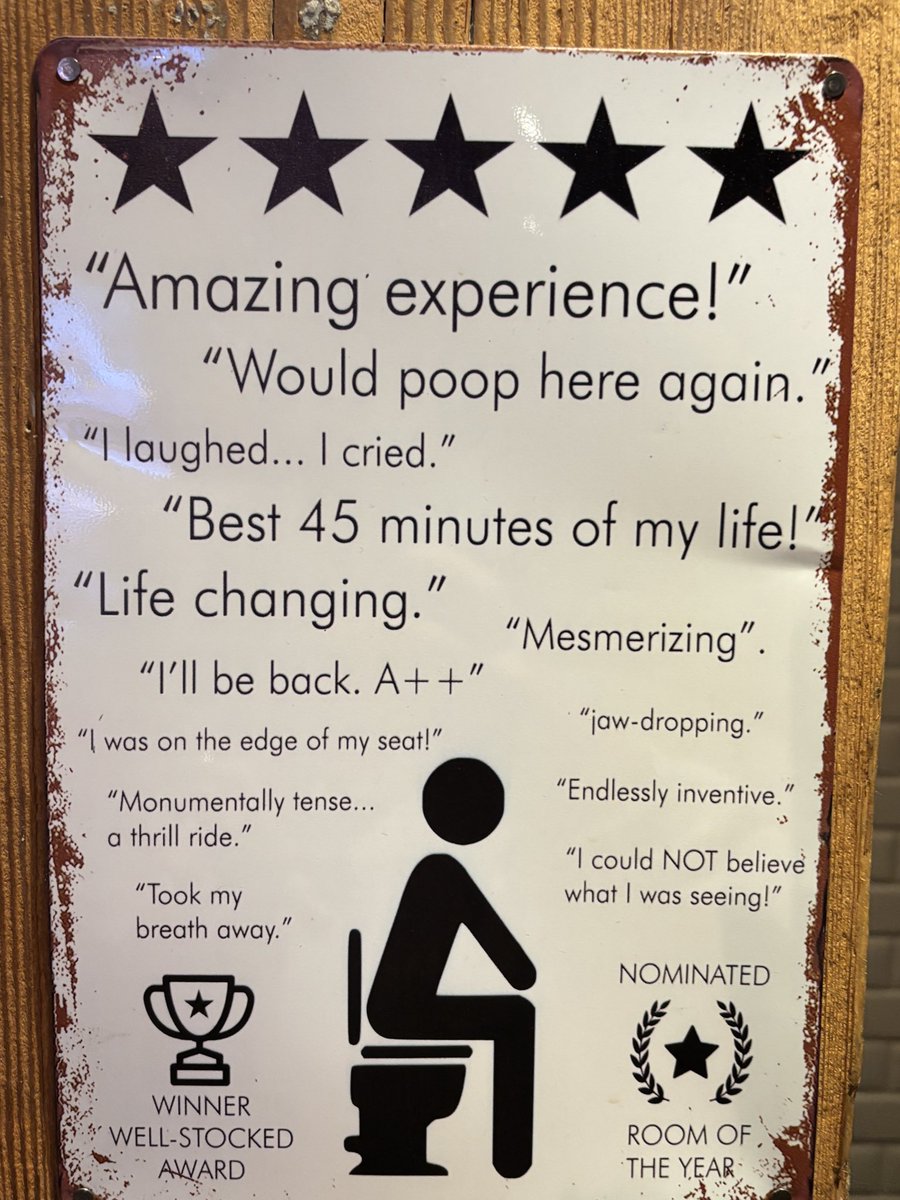 “Amazing experience!”
“Would poop here again.”
“I laughed... I cried.”
“Best 45 minutes of my life!”
“Life changing.”
“Mesmerizing”.
“I’ll be back. A++”
“jaw-dropping.”
“I was on the edge of my seat!”
“Endlessly inventive.”
“Monumentally tense...
a thrill ride.”
“I could NOT believe
what I was seeing!”
“Took my
breath away.”
NOMINATED
ROOM OF
THE YEAR
WINNER
WELL-STOCKED
AWARD